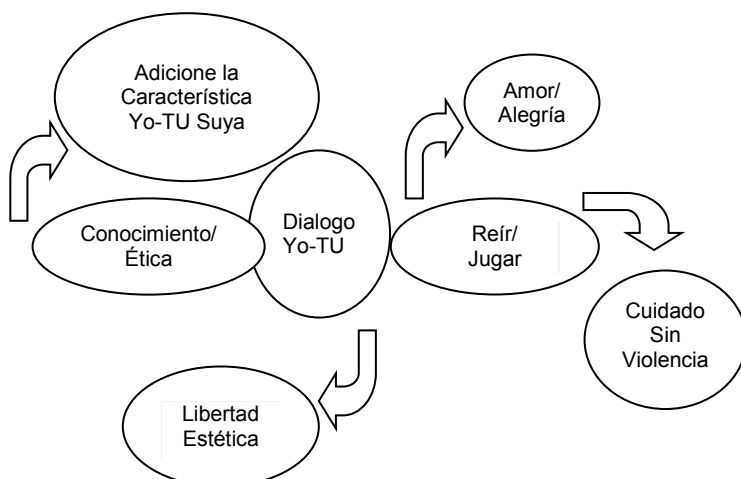 Adicione la
Característica
Yo-TU Suya
Amor/
Alegría
Conocimiento/
Ética
Dialogo
Yo-TU
Reír/
Jugar
Cuidado
Sin
Violencia
Libertad
Estética